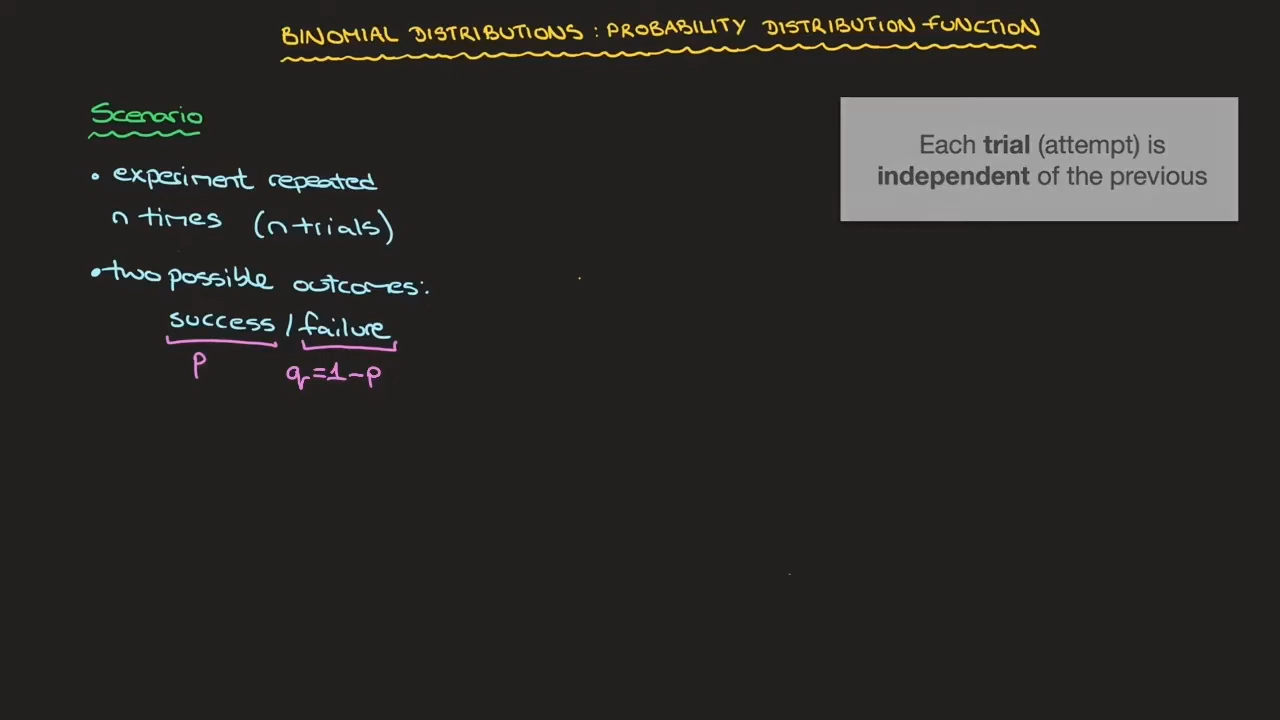 BINOMIAL DISTRIBUTIONS : PROBABILITY DISTRIBUTION FUNCTION
Scenario
• experiment repeated
n times (n trials)
• two possible outcomes:
success / failure
p q = 1 - p
Each trial (attempt) is
independent of the previous